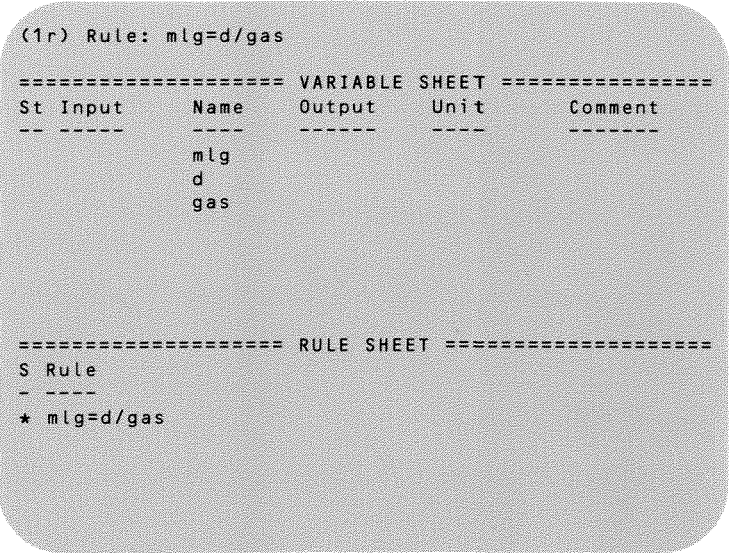 (1r) Rule: mlg=d/gas
==================== VARIABLE SHEET ================
St Input Name Output Unit Comment
-- ----- ---- ------ ---- -------
mlg
d
gas
==================== RULE SHEET ====================
S Rule
- ----
* mlg=d/gas